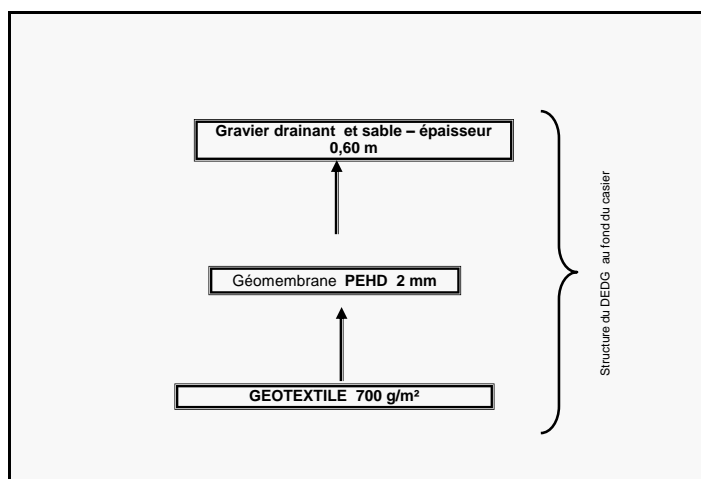 Gravier drainant et sable – épaisseur
0,60 m
Géomembrane PEHD 2 mm
GEOTEXTILE 700 g/m²
Structure du DEDG au fond du casier